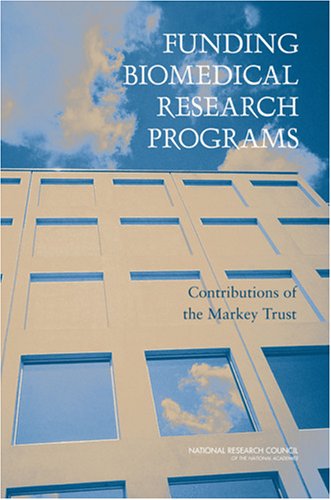 FUNDING
BIOMEDICAL
RESEARCH
PROGRAMS
Contributions of
the Markey Trust
NATIONAL RESEARCH COUNCIL
OF THE NATIONAL ACADEMIES